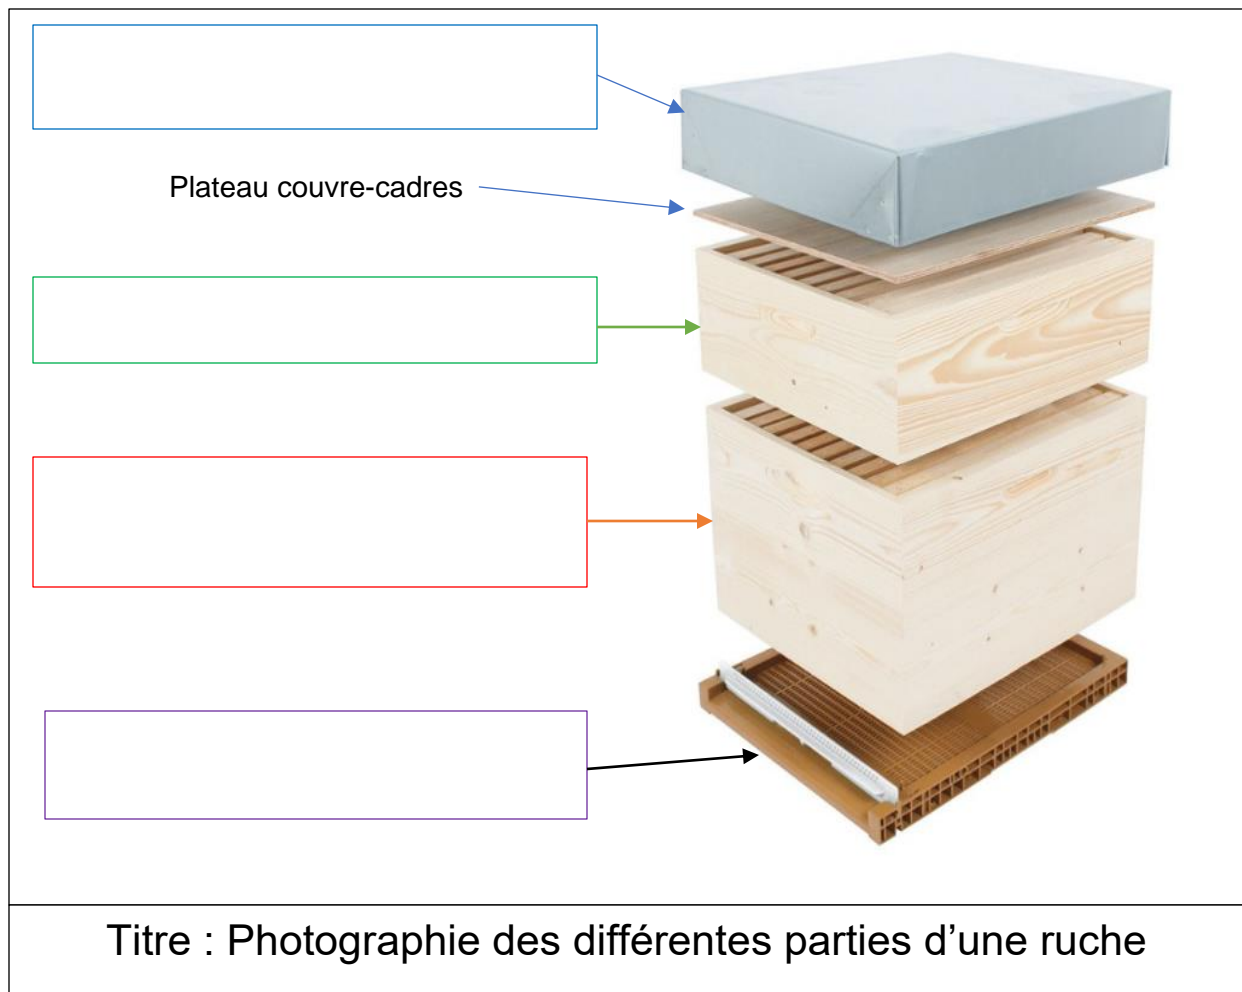 Plateau couvre-cadres
Titre : Photographie des différentes parties d’une ruche